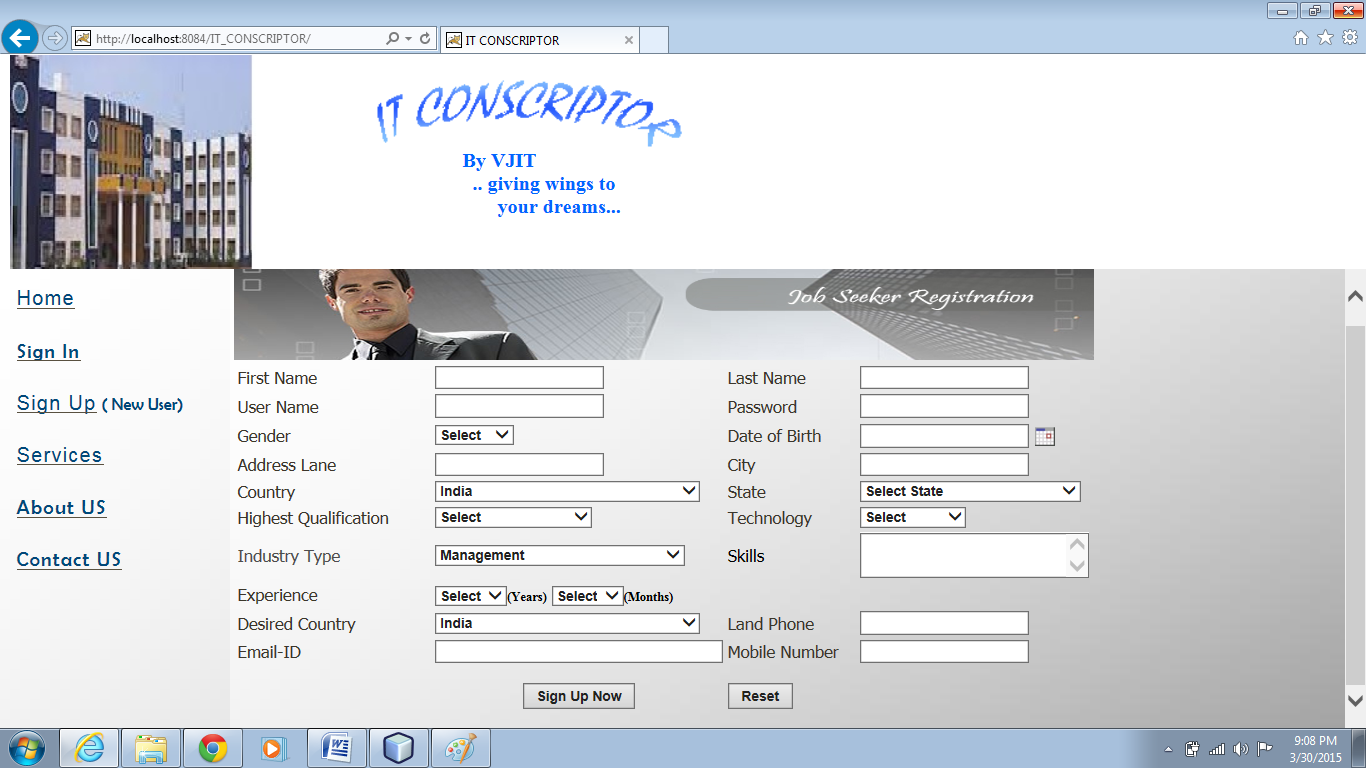 http://localhost:8084/IT_CONSCRIPTOR/
IT CONSCRIPTOR
IT CONSCRIPTOR
By VJIT
.. giving wings to
your dreams...
Home
Sign In
Sign Up ( New User)
Services
About US
Contact US
Job Seeker Registration
First Name Last Name
User Name Password
Gender Select Date of Birth
Address Lane City
Country India State Select State
Highest Qualification Select Technology Select
Industry Type Management Skills
Experience Select (Years) Select (Months)
Desired Country India Land Phone
Email-ID Mobile Number
Sign Up Now Reset
9:08 PM
3/30/2015